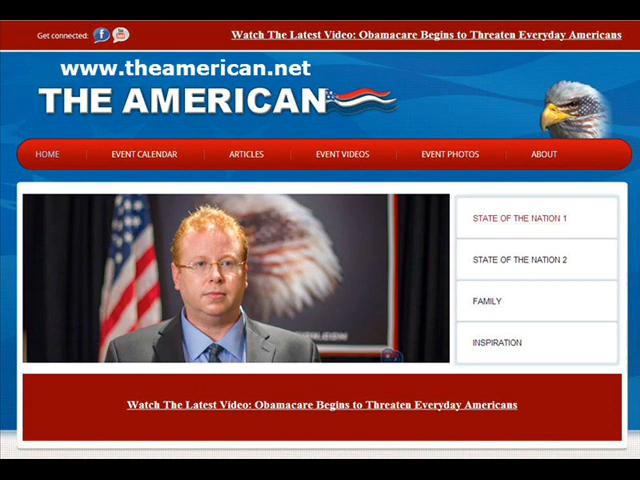 Get connected:
Watch The Latest Video: Obamacare Begins to Threaten Everyday Americans
www.theamerican.net
THE AMERICAN
HOME
EVENT CALENDAR
ARTICLES
EVENT VIDEOS
EVENT PHOTOS
ABOUT
STATE OF THE NATION 1
STATE OF THE NATION 2
FAMILY
INSPIRATION
Watch The Latest Video: Obamacare Begins to Threaten Everyday Americans